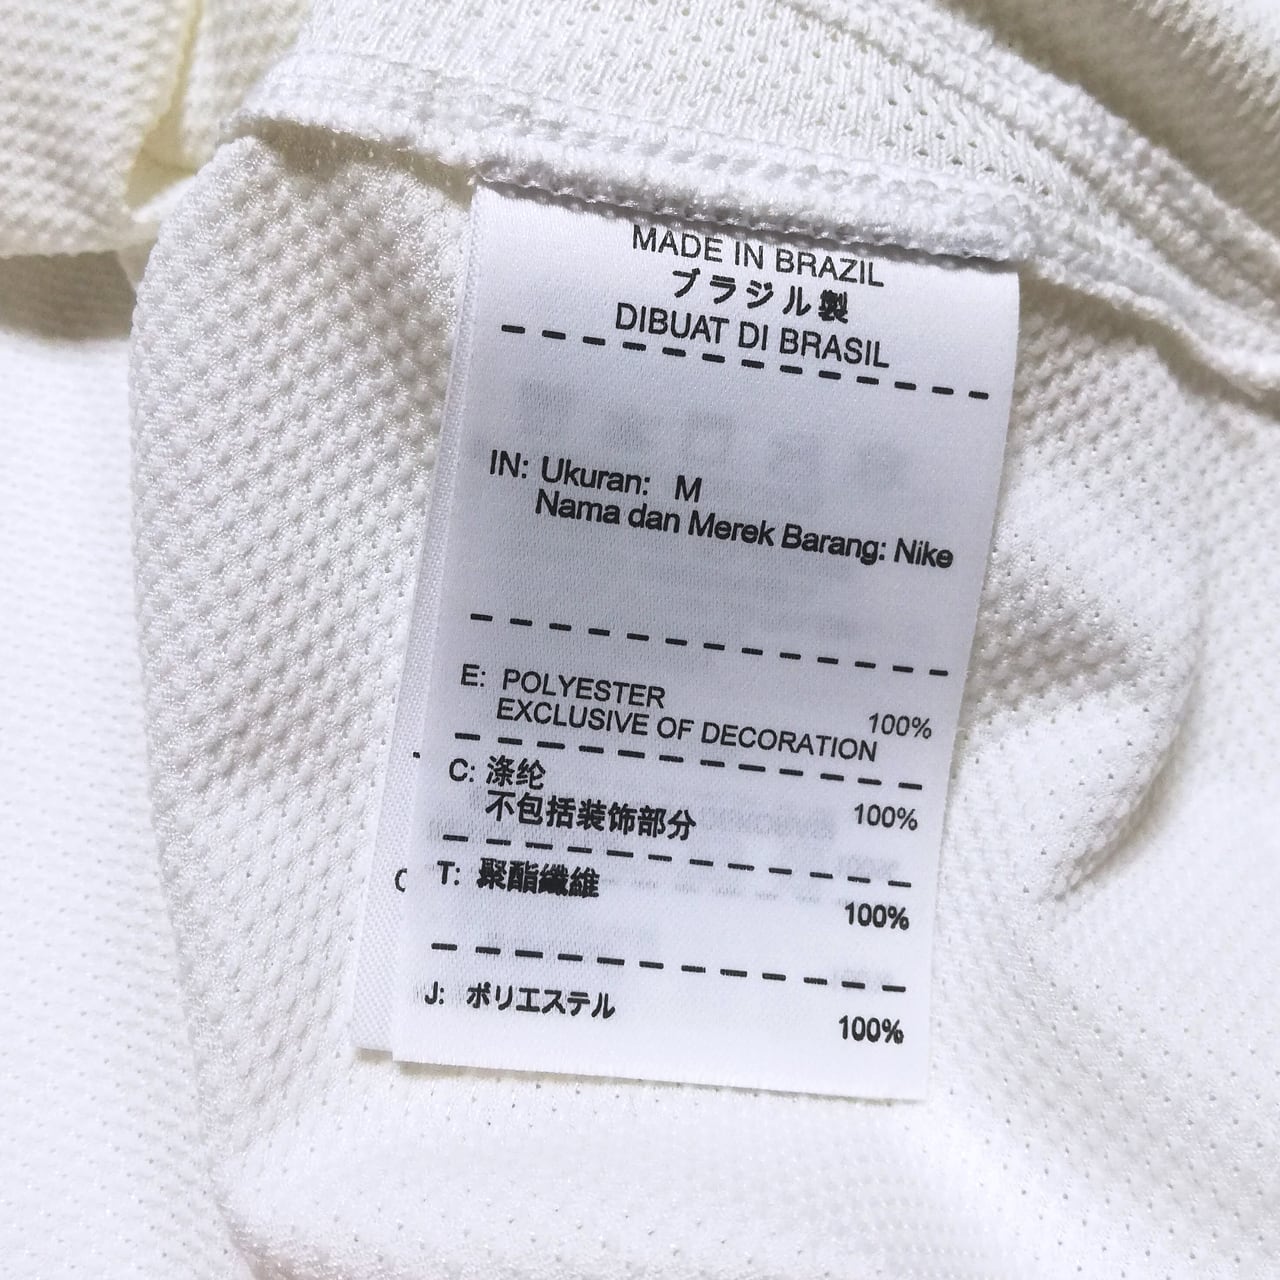 MADE IN BRAZIL
ブラジル製
DIBUAT DI BRASIL
IN: Ukuran: M
Nama dan Merek Barang: Nike
E: POLYESTER 100%
EXCLUSIVE OF DECORATION
C: 涤纶 100%
不包括装饰部分
T: 聚酯纖維 100%
J: ポリエステル 100%